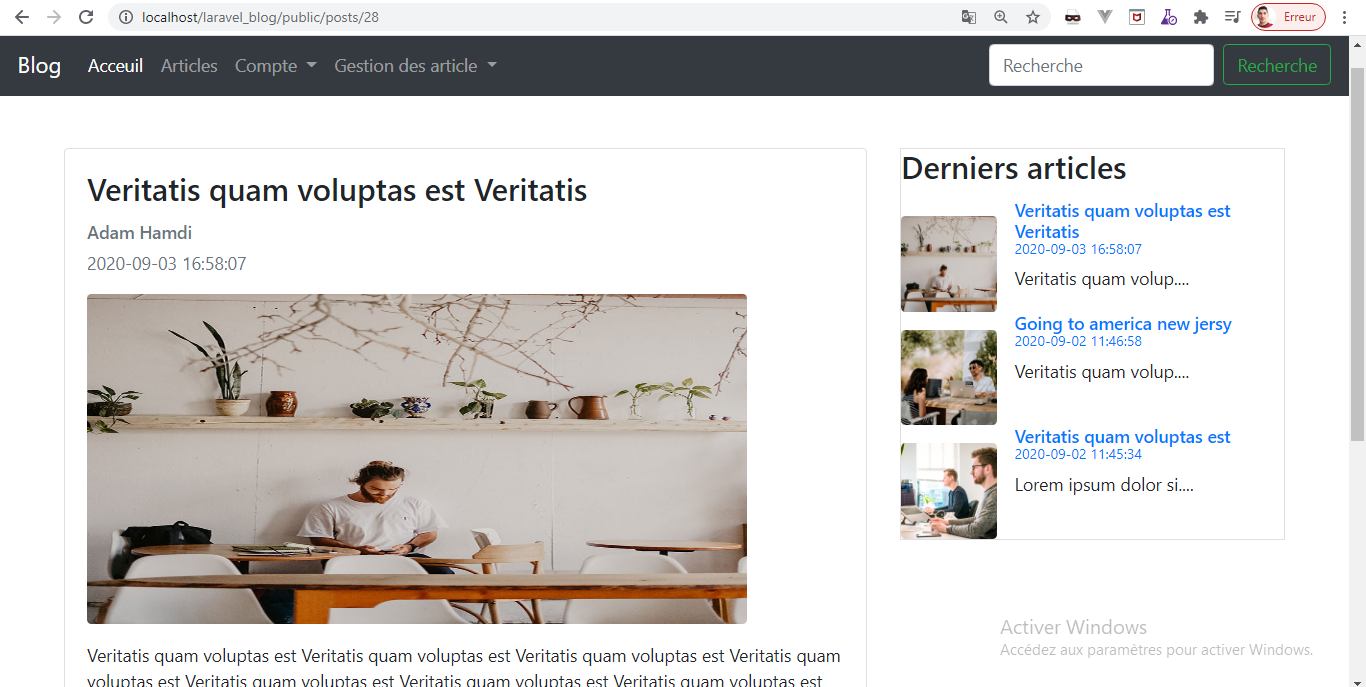 localhost/laravel_blog/public/posts/28
Erreur
Blog Acceuil Articles Compte Gestion des article Recherche Recherche
Veritatis quam voluptas est Veritatis
Adam Hamdi
2020-09-03 16:58:07
Veritatis quam voluptas est Veritatis quam voluptas est Veritatis quam voluptas est Veritatis quam
voluptas est Veritatis quam voluptas est Veritatis quam voluptas est Veritatis quam voluptas est
Derniers articles
Veritatis quam voluptas est
Veritatis
2020-09-03 16:58:07
Veritatis quam volup....
Going to america new jersy
2020-09-02 11:46:58
Veritatis quam volup....
Veritatis quam voluptas est
2020-09-02 11:45:34
Lorem ipsum dolor si....
Activer Windows
Accédez aux paramètres pour activer Windows.